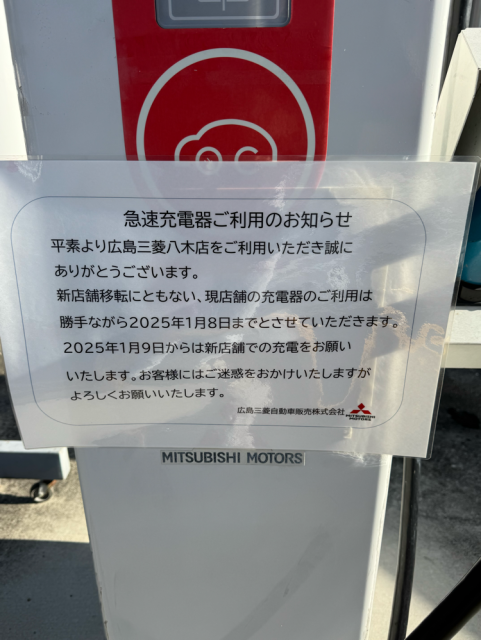 急速充電器ご利用のお知らせ
平素より広島三菱八木店をご利用いただき誠に
ありがとうございます。
新店舗移転にともない、現店舗の充電器のご利用は
勝手ながら2025年1月8日までとさせていただきます。
2025年1月9日からは新店舗での充電をお願い
いたします。お客様にはご迷惑をおかけいたしますが
よろしくお願いいたします。
広島三菱自動車販売株式会社
MITSUBISHI MOTORS
MITSUBISHI MOTORS